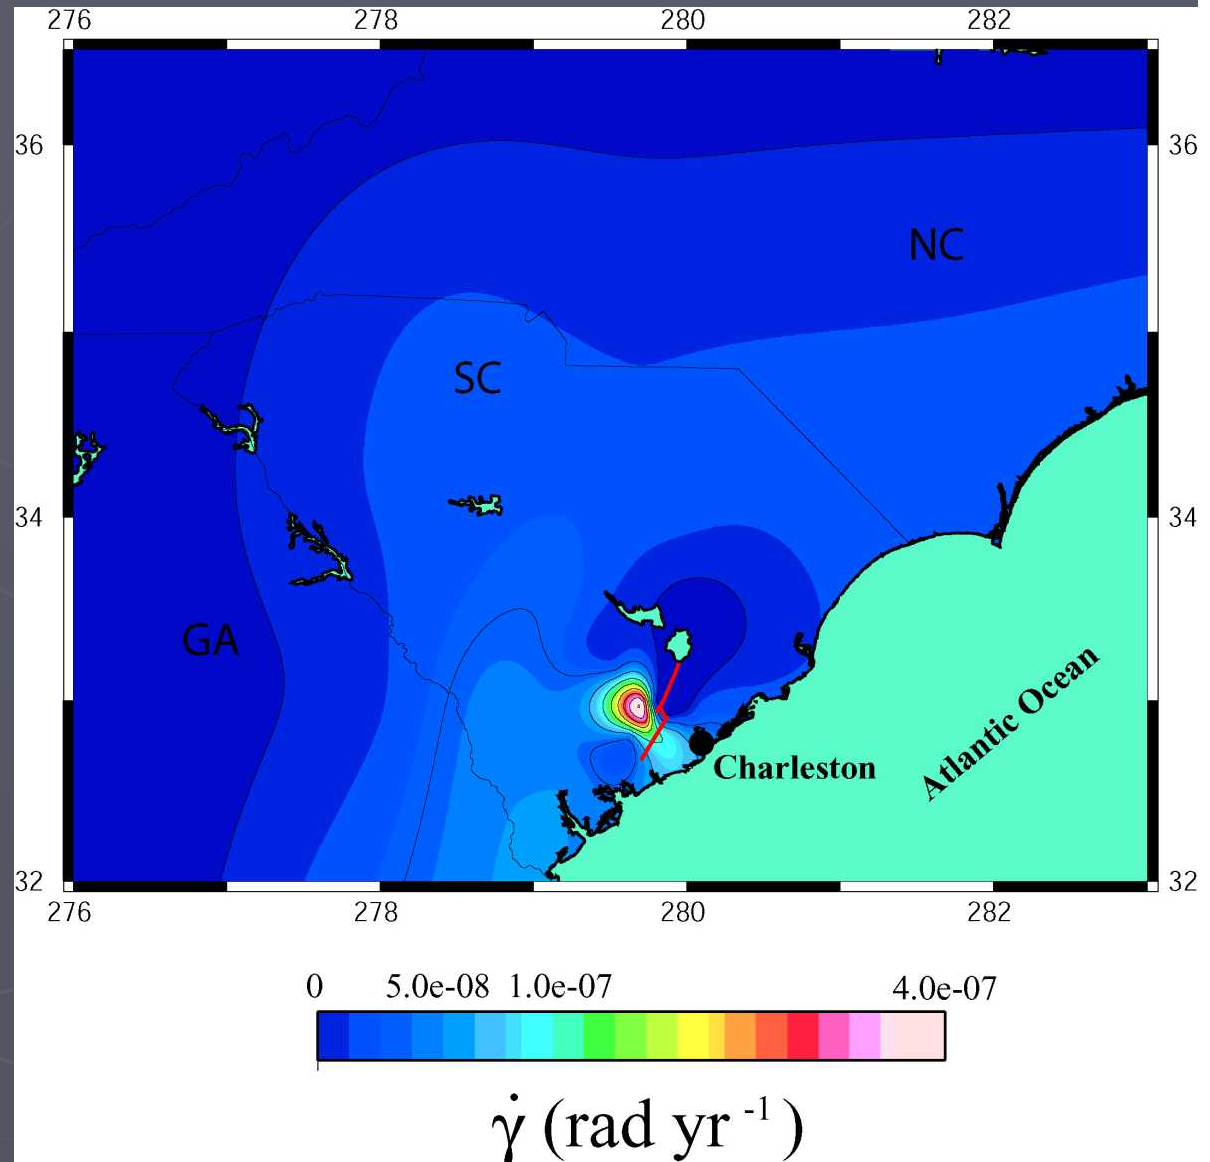 276 278 280 282
36 36
NC
SC
34 34
GA
Atlantic Ocean
Charleston
32 32
276 278 280 282
0 5.0e-08 1.0e-07 4.0e-07
γ̇ (rad yr -1 )